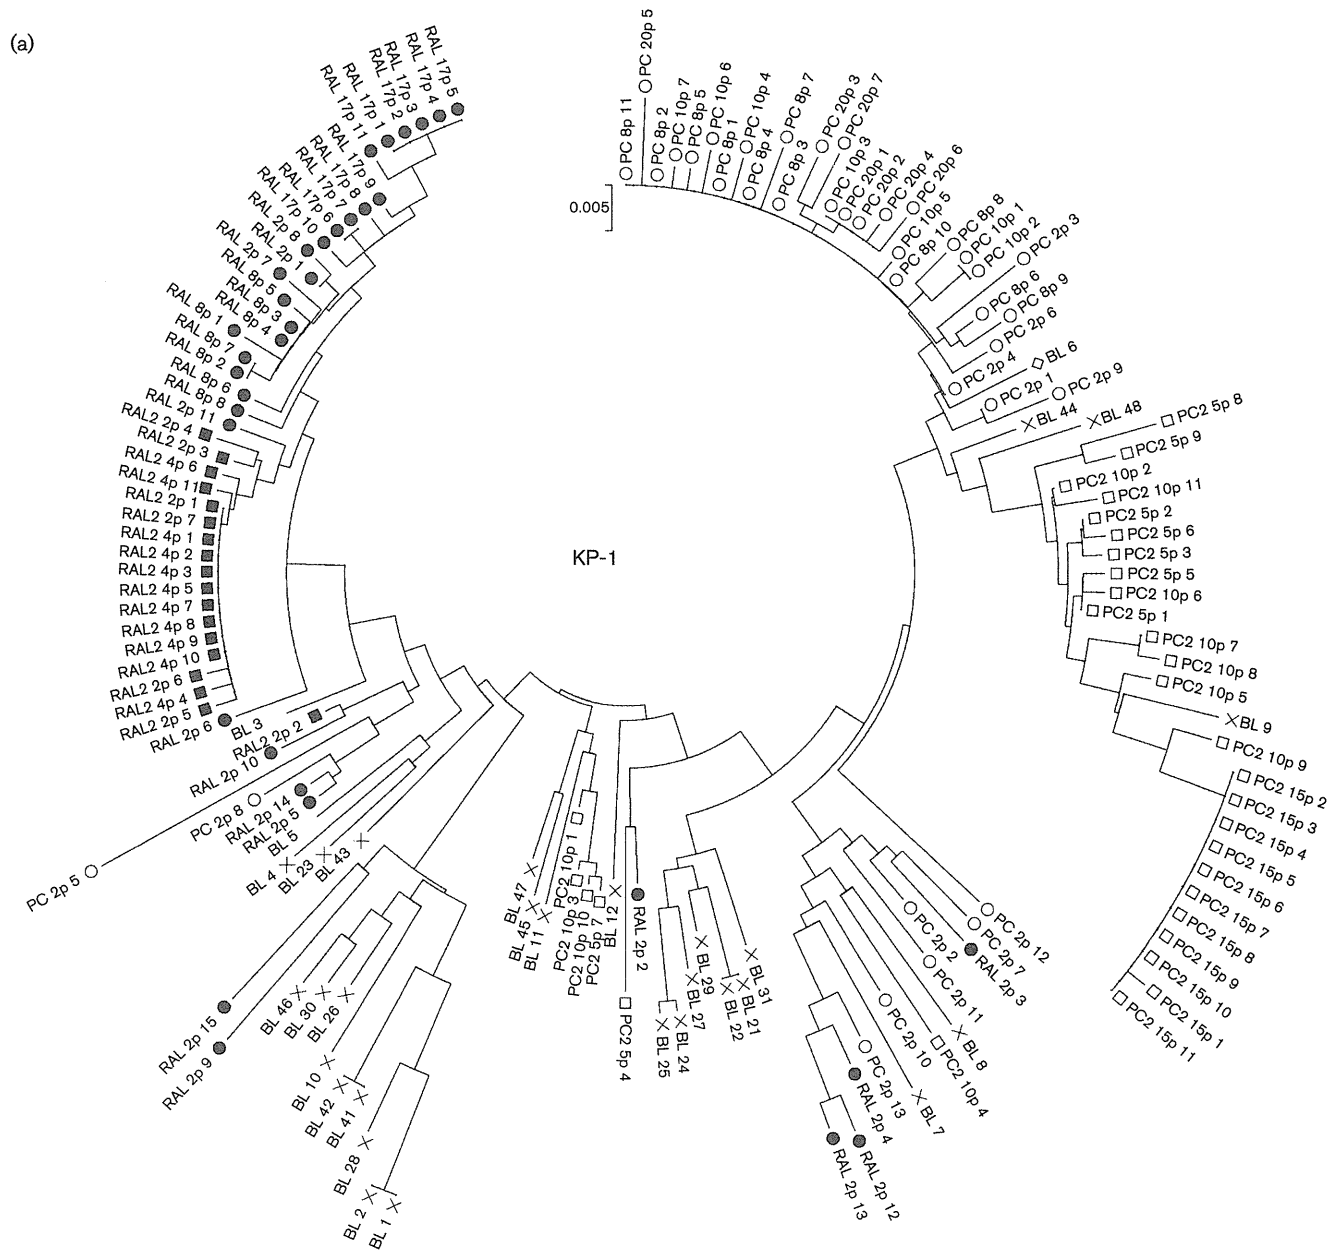 (a)
RAL 17p 5
RAL 17p 4
RAL 17p 3
RAL 17p 2
RAL 17p 1
RAL 17p 11
RAL 17p 9
RAL 17p 8
RAL 17p 7
RAL 17p 6
RAL 17p 10
RAL 2p 8
RAL 2p 1
RAL 2p 7
RAL 8p 5
RAL 8p 3
RAL 8p 4
RAL 8p 1
RAL 8p 7
RAL 8p 2
RAL 8p 6
RAL 8p 8
RAL 2p 11
RAL2 2p 4
RAL2 2p 3
RAL2 4p 6
RAL2 4p 11
RAL2 2p 1
RAL2 2p 7
RAL2 4p 1
RAL2 4p 2
RAL2 4p 3
RAL2 4p 5
RAL2 4p 7
RAL2 4p 8
RAL2 4p 9
RAL2 4p 10
RAL2 2p 6
RAL2 4p 4
RAL2 2p 5
RAL 2p 6
BL 3
RAL2 2p 2
RAL 2p 10
PC 2p 5
PC 2p 8
RAL 2p 14
RAL 2p 5
BL 5
BL 4
BL 23
BL 43
RAL 2p 15
RAL 2p 9
BL 46
BL 30
BL 26
BL 10
BL 42
BL 41
BL 28
BL 2
BL 1
BL 47
BL 45
BL 11
PC2 10p 1
PC2 10p 3
PC2 10p 10
PC2 5p 7
BL 12
PC2 5p 4
RAL 2p 2
BL 25
BL 24
BL 27
BL 29
BL 22
BL 21
BL 31
RAL 2p 13
RAL 2p 12
RAL 2p 4
PC 2p 13
BL 7
PC 2p 10
PC2 10p 4
BL 8
PC 2p 11
PC 2p 2
RAL 2p 3
PC 2p 7
PC 2p 12
PC2 15p 11
PC2 15p 1
PC2 15p 10
PC2 15p 9
PC2 15p 8
PC2 15p 7
PC2 15p 6
PC2 15p 5
PC2 15p 4
PC2 15p 3
PC2 15p 2
PC2 10p 9
BL 9
PC2 10p 5
PC2 10p 8
PC2 10p 7
PC2 5p 1
PC2 10p 6
PC2 5p 5
PC2 5p 3
PC2 5p 6
PC2 5p 2
PC2 10p 11
PC2 10p 2
PC2 5p 9
PC2 5p 8
BL 48
BL 44
PC 2p 9
PC 2p 1
BL 6
PC 2p 4
PC 2p 6
PC 8p 9
PC 8p 6
PC 2p 3
PC 10p 2
PC 10p 1
PC 8p 8
PC 8p 10
PC 10p 5
PC 20p 6
PC 20p 4
PC 20p 2
PC 20p 1
PC 10p 3
PC 20p 7
PC 20p 3
PC 8p 3
PC 8p 7
PC 8p 4
PC 10p 4
PC 8p 1
PC 10p 6
PC 8p 5
PC 10p 7
PC 8p 2
PC 20p 5
PC 8p 11
0.005
KP-1